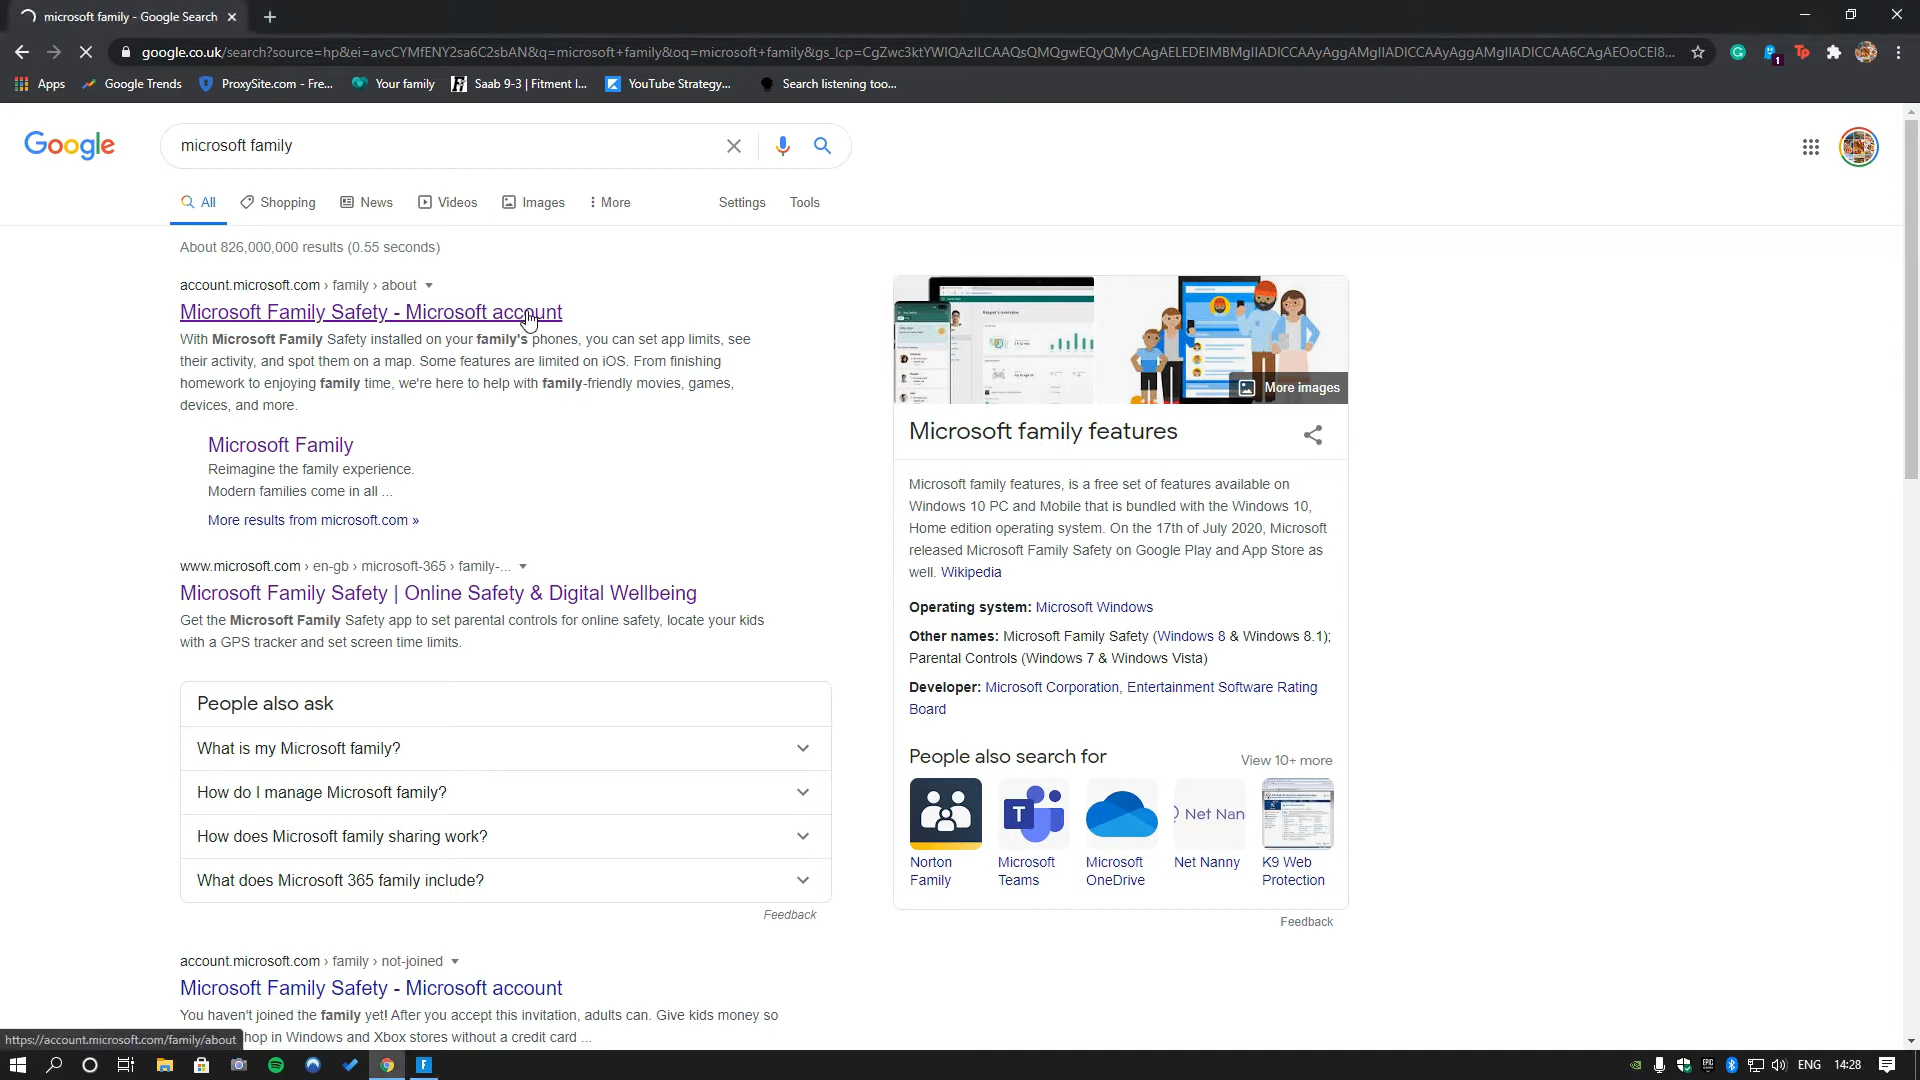 microsoft family - Google Search
google.co.uk/search?source=hp&ei=avcCYMfENY2sa6C2sbAN&q=microsoft+family&oq=microsoft+family&gs_lcp=
Apps
Google Trends
ProxySite.com - Fre...
Your family
Saab 9-3 | Fitment I...
YouTube Strategy...
Search listening too...
Google
microsoft family
All
Shopping
News
Videos
Images
More
Settings
Tools
About 826,000,000 results (0.55 seconds)
account.microsoft.com › family › about
Microsoft Family Safety - Microsoft account
With Microsoft Family Safety installed on your family's phones, you can set app limits, see
their activity, and spot them on a map. Some features are limited on iOS. From finishing
homework to enjoying family time, we're here to help with family-friendly movies, games,
devices, and more.
Microsoft Family
Reimagine the family experience.
Modern families come in all ...
More results from microsoft.com »
www.microsoft.com › en-gb › microsoft-365 › family-...
Microsoft Family Safety | Online Safety & Digital Wellbeing
Get the Microsoft Family Safety app to set parental controls for online safety, locate your kids
with a GPS tracker and set screen time limits.
People also ask
What is my Microsoft family?
How do I manage Microsoft family?
How does Microsoft family sharing work?
What does Microsoft 365 family include?
Feedback
account.microsoft.com › family › not-joined
Microsoft Family Safety - Microsoft account
You haven't joined the family yet! After you accept this invitation, adults can. Give kids money so
hop in Windows and Xbox stores without a credit card ...
https://account.microsoft.com/family/about
More images
Microsoft family features
Microsoft family features, is a free set of features available on
Windows 10 PC and Mobile that is bundled with the Windows 10,
Home edition operating system. On the 17th of July 2020, Microsoft
released Microsoft Family Safety on Google Play and App Store as
well. Wikipedia
Operating system: Microsoft Windows
Other names: Microsoft Family Safety (Windows 8 & Windows 8.1);
Parental Controls (Windows 7 & Windows Vista)
Developer: Microsoft Corporation, Entertainment Software Rating
Board
People also search for
View 10+ more
Net Nan
Norton
Family
Microsoft
Teams
Microsoft
OneDrive
Net Nanny
K9 Web
Protection
Feedback
ENG
14:28